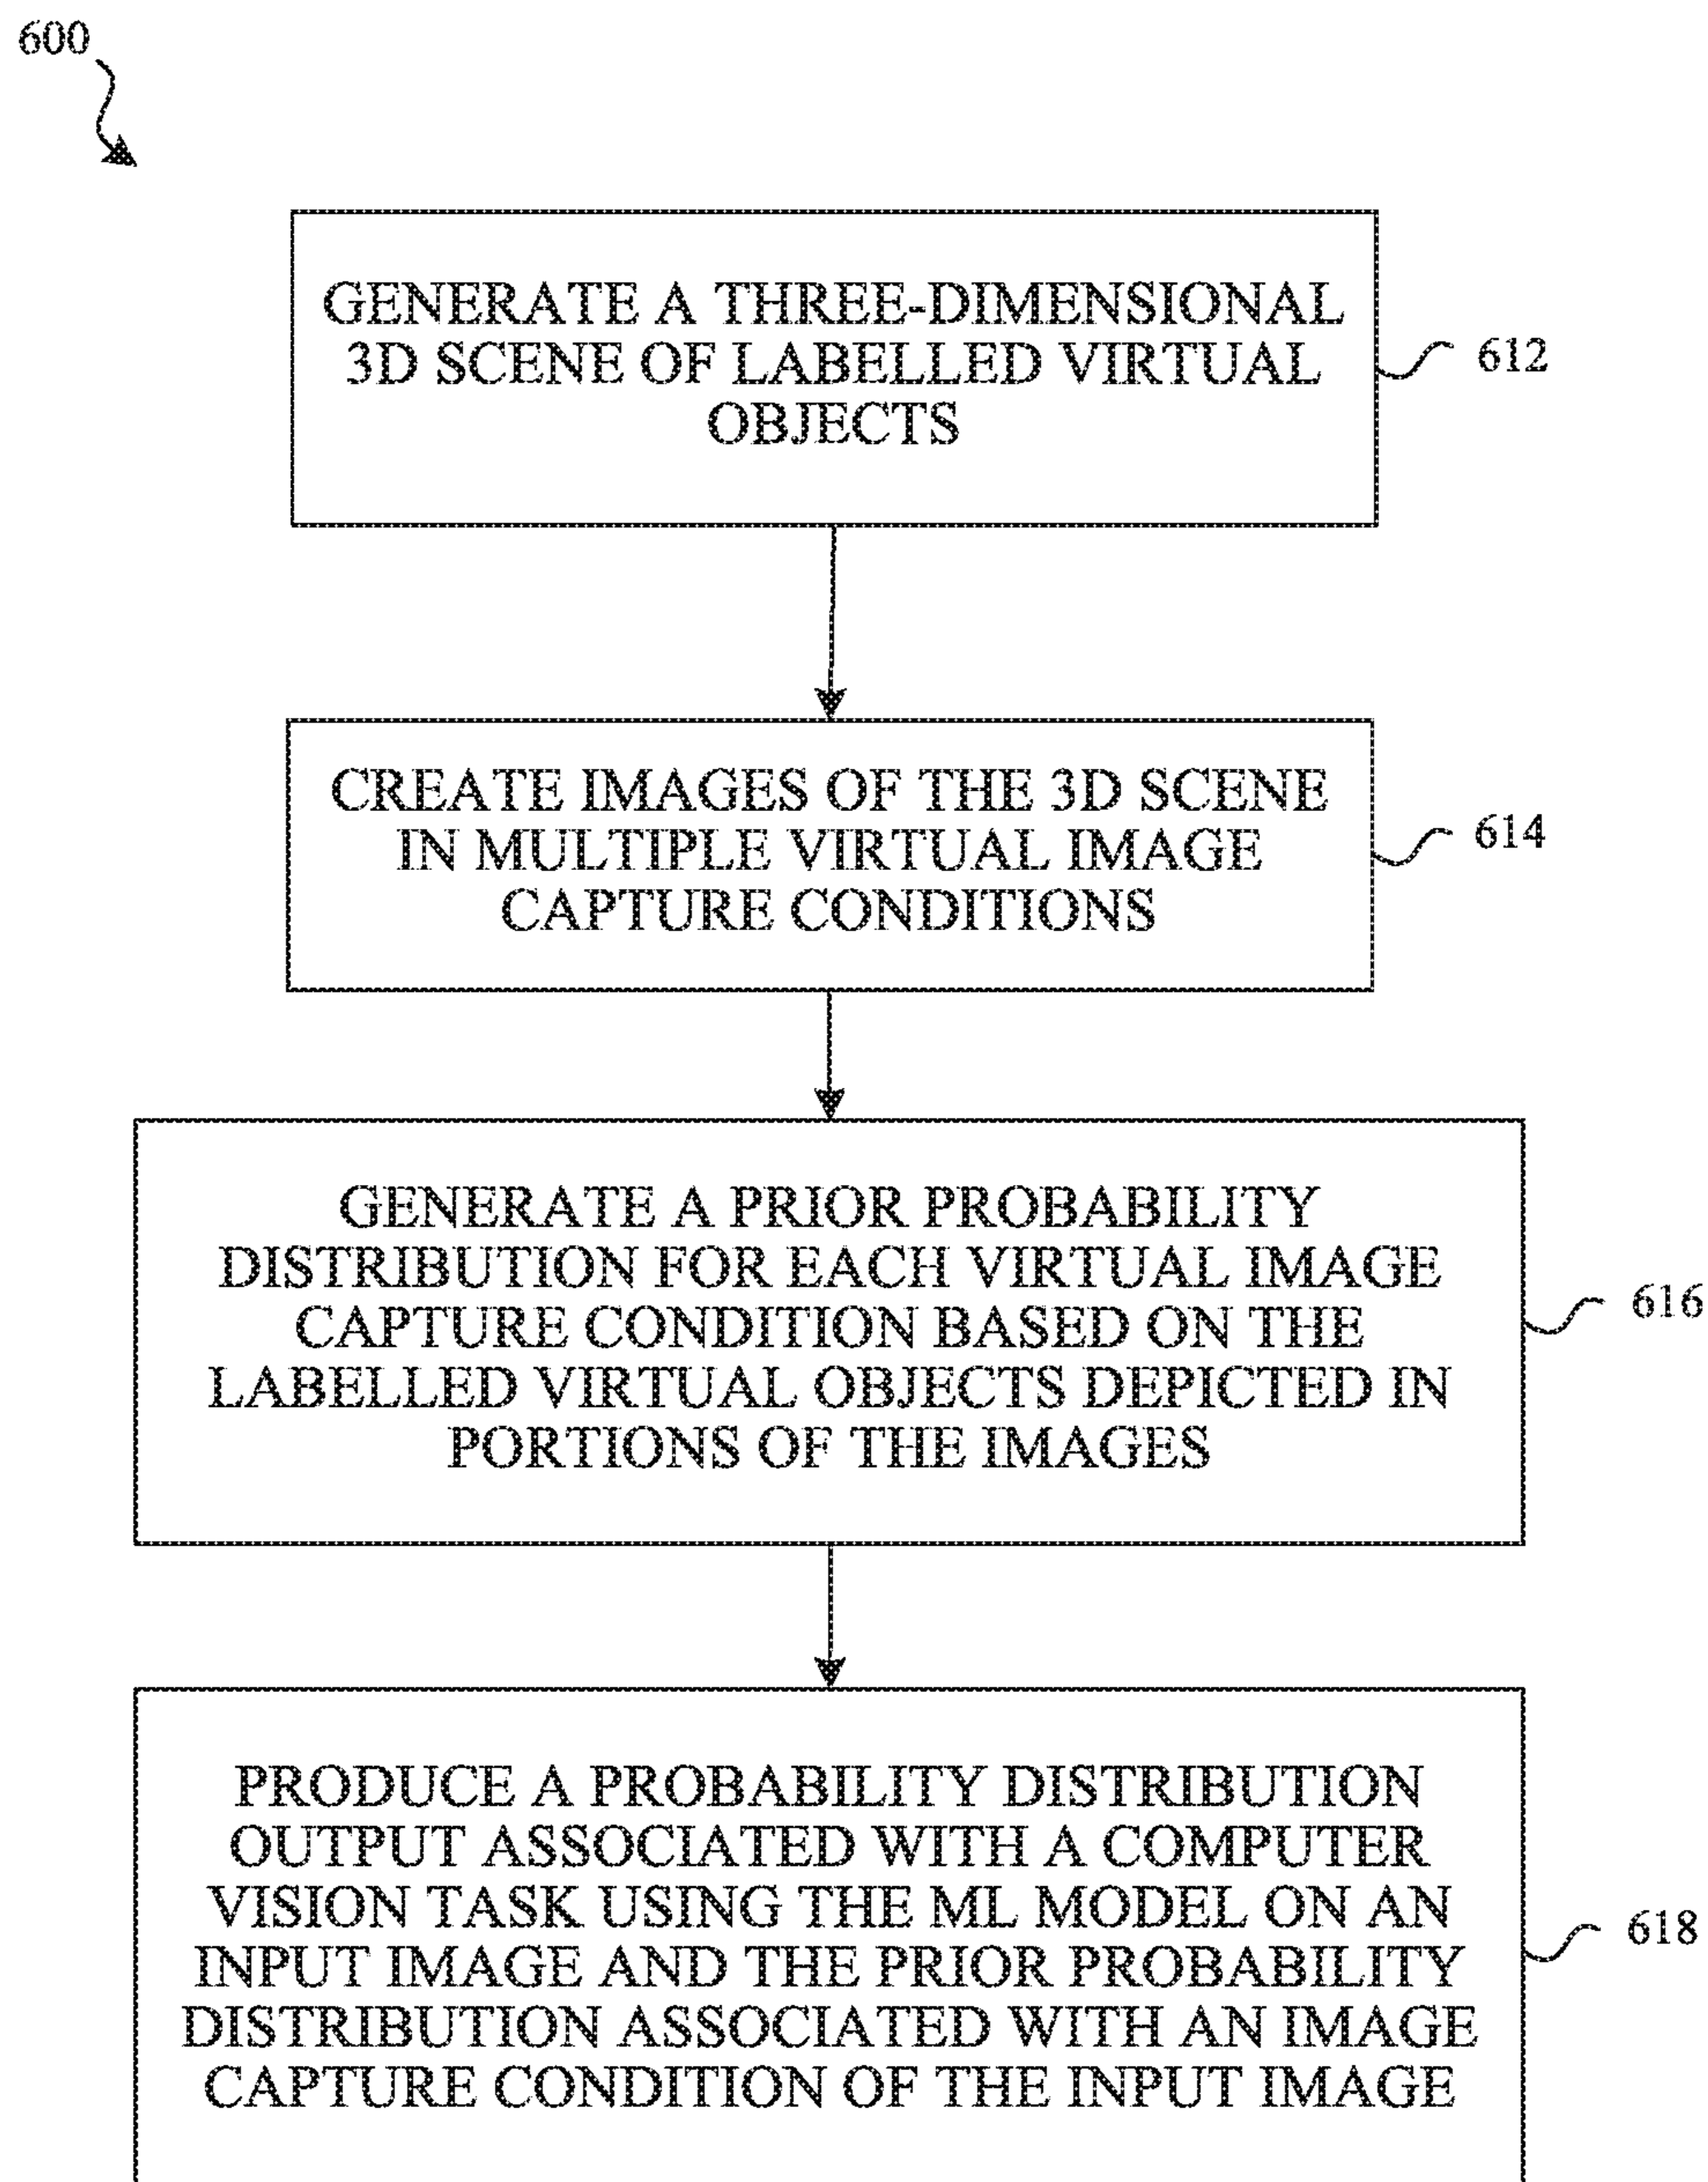 600
GENERATE A THREE-DIMENSIONAL
3D SCENE OF LABELLED VIRTUAL
OBJECTS
612
CREATE IMAGES OF THE 3D SCENE
IN MULTIPLE VIRTUAL IMAGE
CAPTURE CONDITIONS
614
GENERATE A PRIOR PROBABILITY
DISTRIBUTION FOR EACH VIRTUAL IMAGE
CAPTURE CONDITION BASED ON THE
LABELLED VIRTUAL OBJECTS DEPICTED IN
PORTIONS OF THE IMAGES
616
PRODUCE A PROBABILITY DISTRIBUTION
OUTPUT ASSOCIATED WITH A COMPUTER
VISION TASK USING THE ML MODEL ON AN
INPUT IMAGE AND THE PRIOR PROBABILITY
DISTRIBUTION ASSOCIATED WITH AN IMAGE
CAPTURE CONDITION OF THE INPUT IMAGE
618